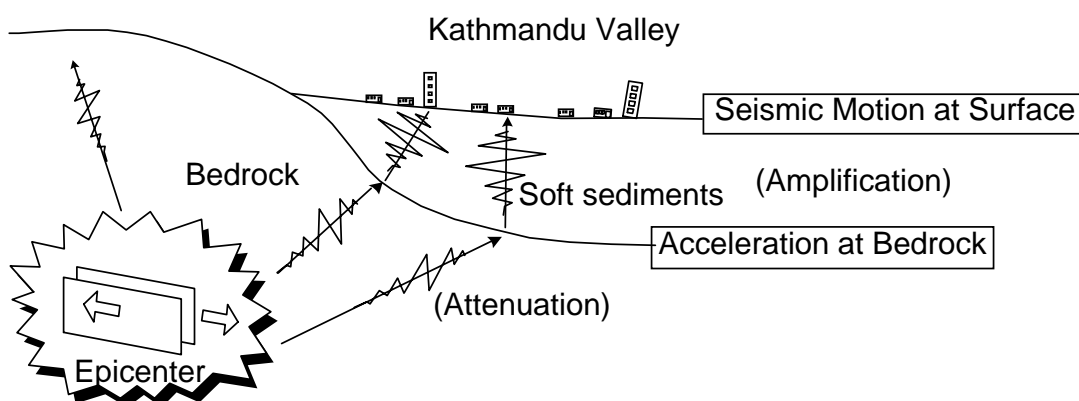 Kathmandu Valley
Seismic Motion at Surface
Bedrock
Soft sediments
(Amplification)
Acceleration at Bedrock
(Attenuation)
Epicenter